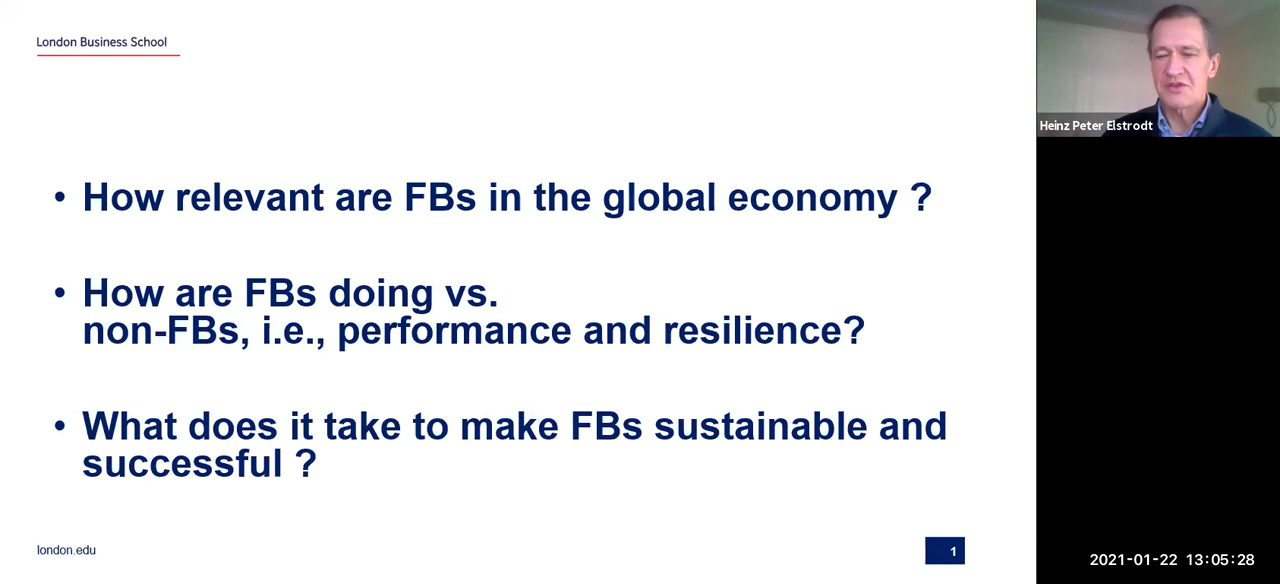 London Business School
• How relevant are FBs in the global economy ?
• How are FBs doing vs.
non-FBs, i.e., performance and resilience?
• What does it take to make FBs sustainable and
successful ?
london.edu
1
Heinz Peter Elstrodt
2021-01-22 13:05:28